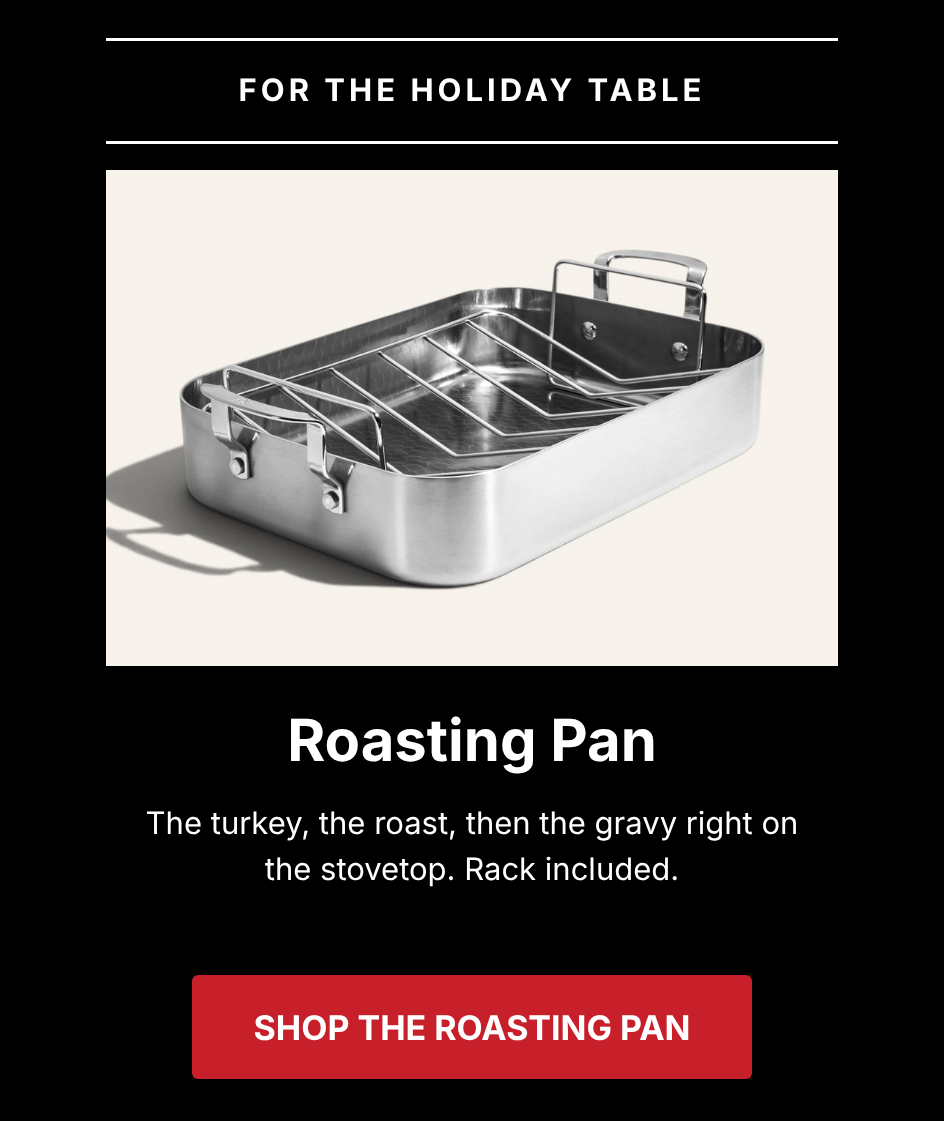 FOR THE HOLIDAY TABLE
Roasting Pan
The turkey, the roast, then the gravy right on
the stovetop. Rack included.
SHOP THE ROASTING PAN